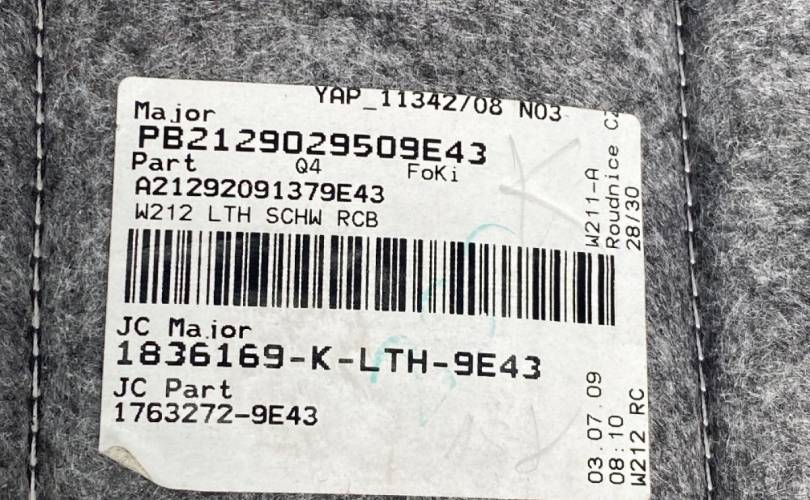 YAP_11342/08 N03
Major
PB2129029509E43
Part Q4 FoKi
A21292091379E43
W212 LTH SCHW RCB
JC Major
1836169-K-LTH-9E43
JC Part
1763272-9E43
W211-A
Roudnice CZ
28/30
03.07.09
08:10
W212 RC